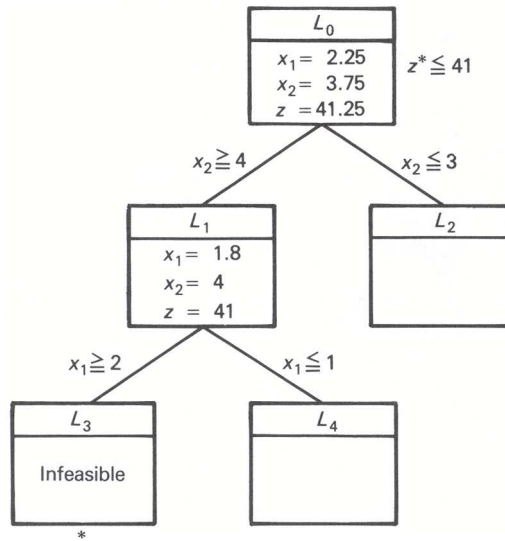 L₀
x₁ = 2.25
x₂ = 3.75
z = 41.25
z* ≦ 41
x₂ ≧ 4
x₂ ≦ 3
L₁
x₁ = 1.8
x₂ = 4
z = 41
L₂
x₁ ≧ 2
x₁ ≦ 1
L₃
Infeasible
*
L₄